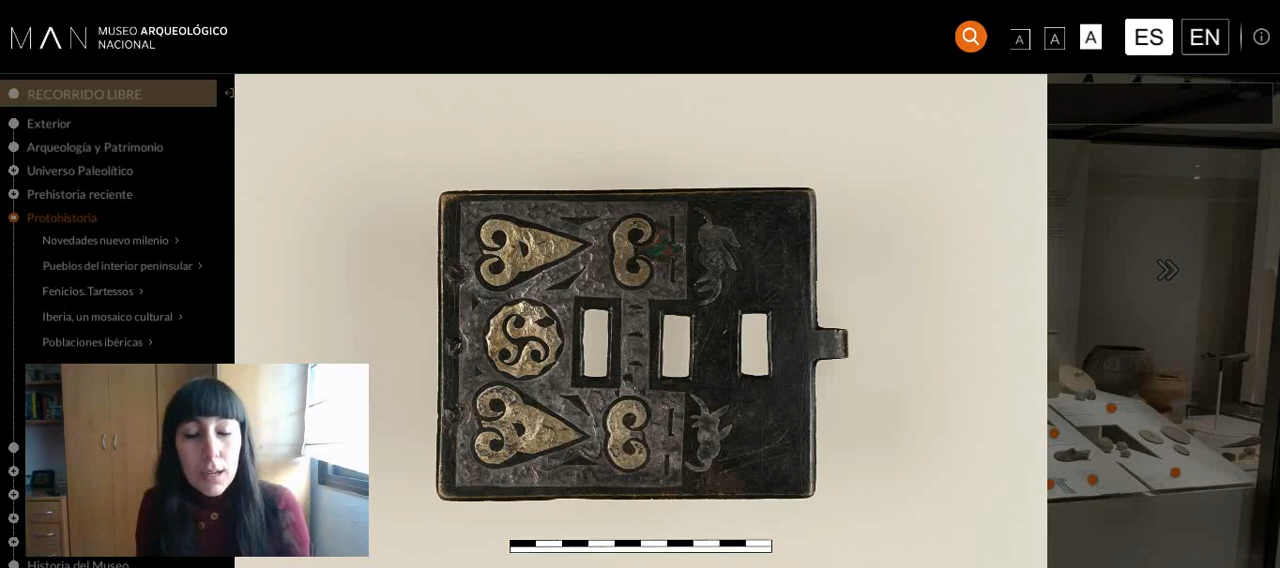 MAN MUSEO ARQUEOLÓGICO
NACIONAL
A A A ES EN
RECORRIDO LIBRE
Exterior
Arqueología y Patrimonio
Universo Paleolítico
Prehistoria reciente
Protohistoria
Novedades nuevo milenio
Pueblos del interior peninsular
Fenicios. Tartessos
Iberia, un mosaico cultural
Poblaciones ibéricas
Historia del Museo